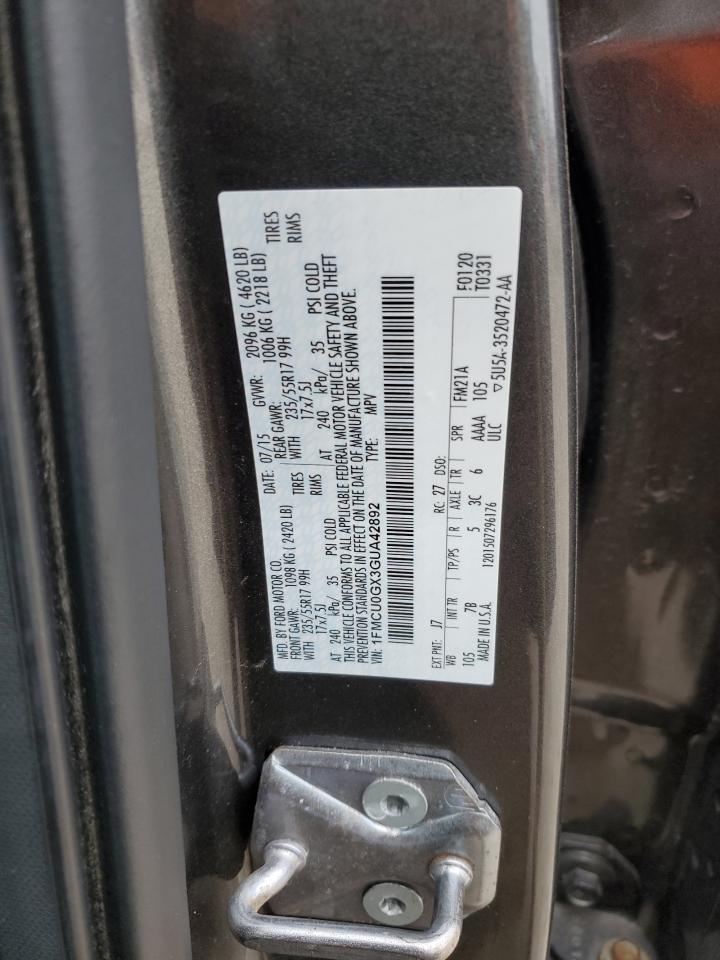 MFD. BY FORD MOTOR CO. DATE: 07/15 GVWR: 2096 KG ( 4620 LB)
FRONT GAWR: 1098 KG ( 2420 LB) REAR GAWR: 1006 KG ( 2218 LB)
WITH 235/55R17 99H TIRES WITH 235/55R17 99H TIRES
17x7.5J RIMS 17x7.5J RIMS
AT 240 kPa/ 35 PSI COLD AT 240 kPa/ 35 PSI COLD
THIS VEHICLE CONFORMS TO ALL APPLICABLE FEDERAL MOTOR VEHICLE SAFETY AND THEFT
PREVENTION STANDARDS IN EFFECT ON THE DATE OF MANUFACTURE SHOWN ABOVE.
VIN: 1FMCU0GX3GUA42892 TYPE: MPV
EXT PNT: J7 RC: 27 DSO: FM21A F0120
WB INT TR TP/PS R AXLE TR SPR T0331
105 7B 5 3C 6 AAAA 105
MADE IN U.S.A. 1201507296176 ULC ▽5U5A-3520472-AA